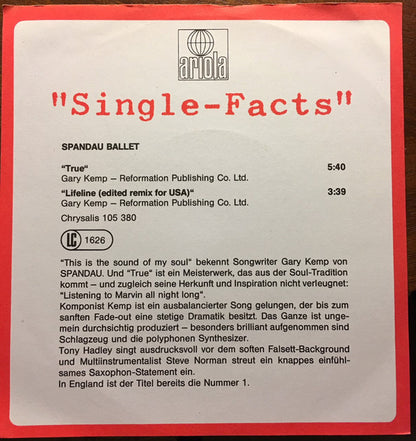 ariola
"Single-Facts"
SPANDAU BALLET
"True" 5:40
Gary Kemp – Reformation Publishing Co. Ltd.
"Lifeline (edited remix for USA)" 3:39
Gary Kemp – Reformation Publishing Co. Ltd.
Chrysalis 105 380
LC 1626
"This is the sound of my soul" bekennt Songwriter Gary Kemp von
SPANDAU. Und "True" ist ein Meisterwerk, das aus der Soul-Tradition
kommt – und zugleich seine Herkunft und Inspiration nicht verleugnet:
"Listening to Marvin all night long".
Komponist Kemp ist ein ausbalancierter Song gelungen, der bis zum
sanften Fade-out eine stetige Dramatik besitzt. Das Ganze ist unge-
mein durchsichtig produziert – besonders brilliant aufgenommen sind
Schlagzeug und die polyphonen Synthesizer.
Tony Hadley singt ausdrucksvoll vor dem soften Falsett-Background
und Multiinstrumentalist Steve Norman streut ein knappes einfühl-
sames Saxophon-Statement ein.
In England ist der Titel bereits die Nummer 1.